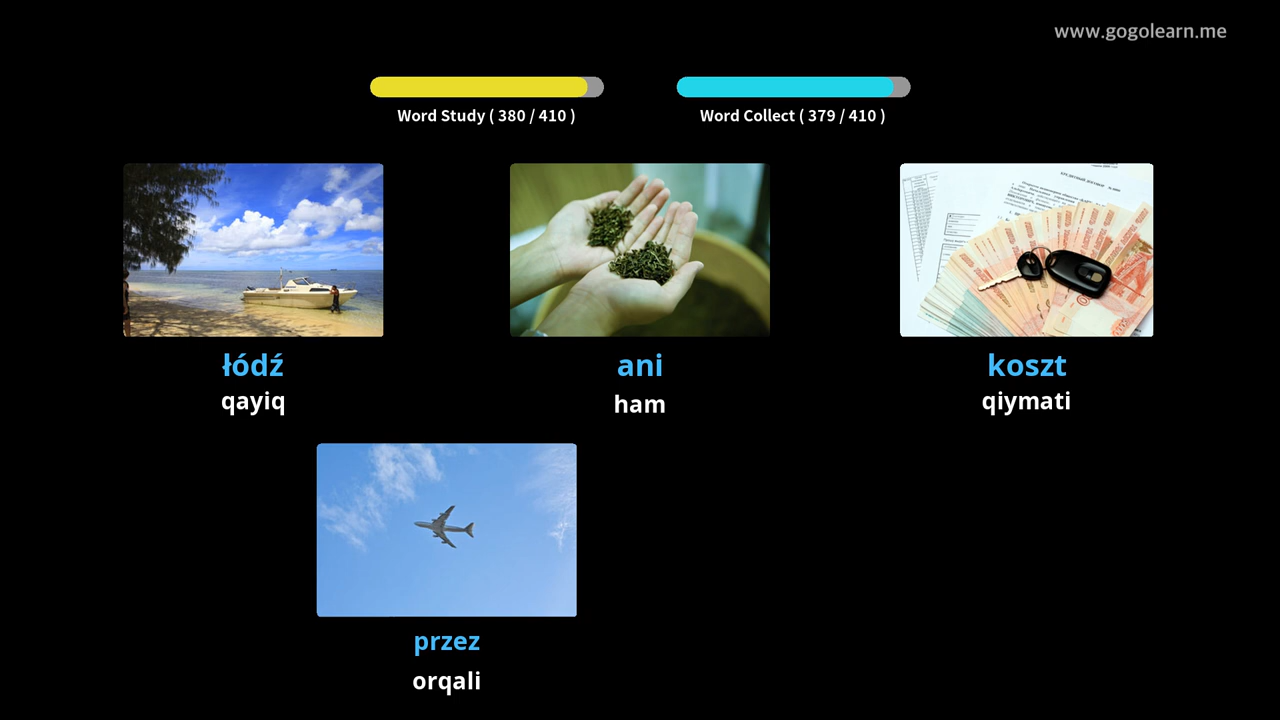 www.gogolearn.me
Word Study ( 380 / 410 )
Word Collect ( 379 / 410 )
łódź
qayiq
ani
ham
koszt
qiymati
przez
orqali